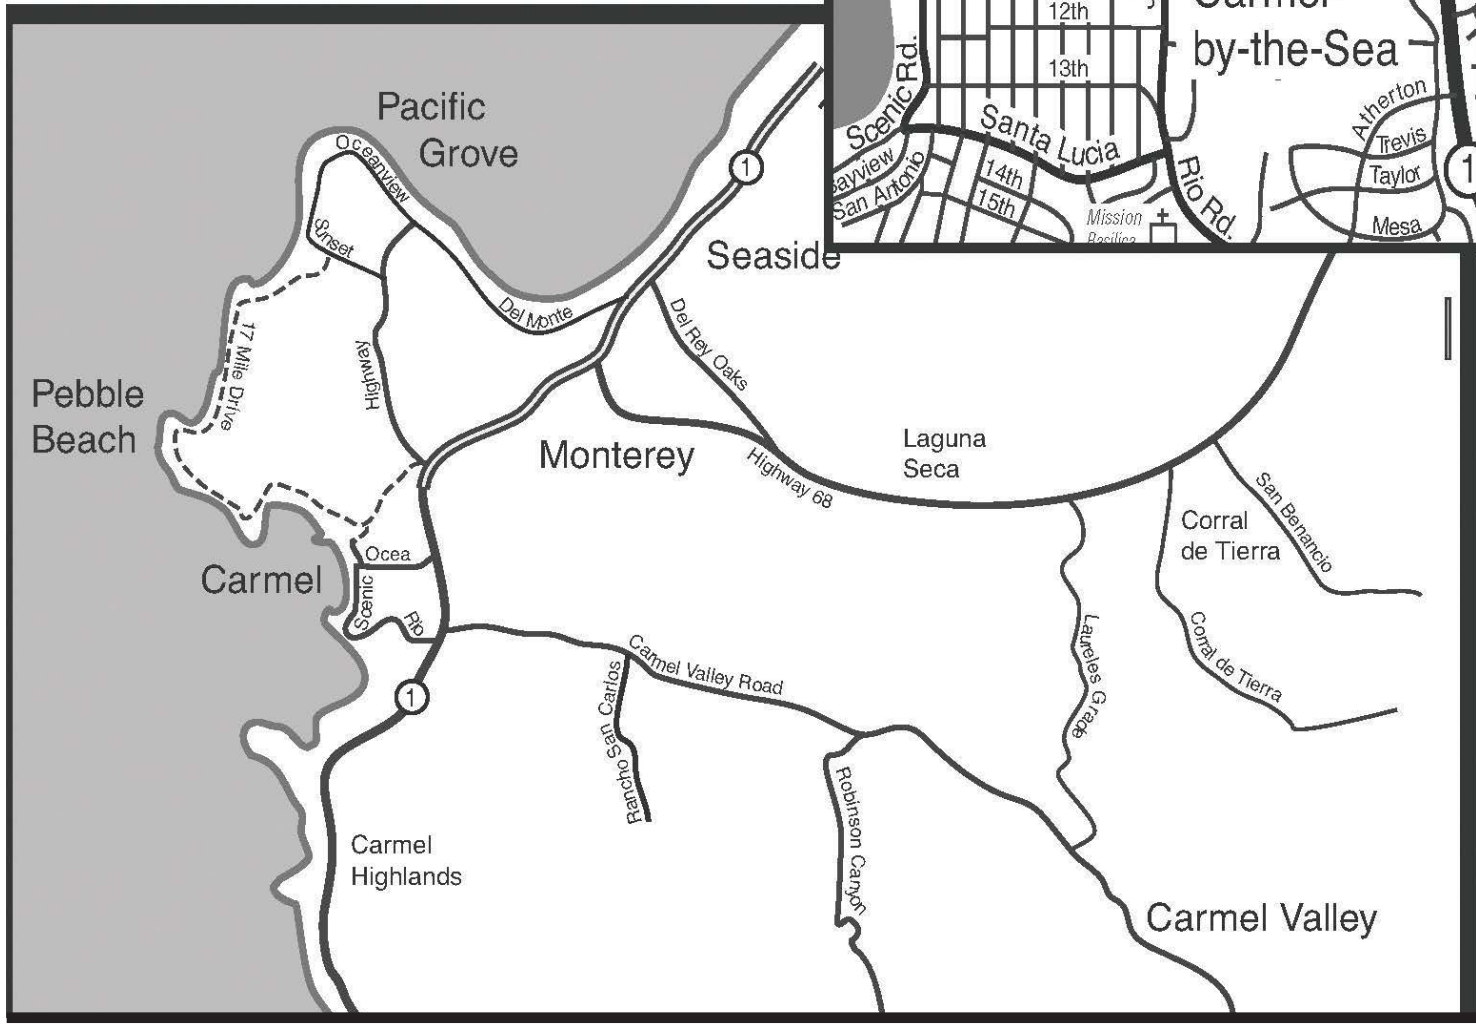 12th
Carmel
by-the-Sea
13th
Scenic Rd.
Atherton
Santa Lucia
Trevis
Taylor
1
San Antonio
14th
15th
Rio Rd.
Mission
Mesa
Pacific
Grove
Oceanview
1
Sunset
Seaside
Del Monte
Del Rey Oaks
17 Mile Drive
Highway
Pebble
Beach
Monterey
Laguna
Seca
Highway 68
San Benancio
Corral
de Tierra
Ocea
Carmel
Scenic
Rio
Carmel Valley Road
Laureles Grade
Corral de Tierra
Rancho San Carlos
1
Robinson Canyon
Carmel
Highlands
Carmel Valley